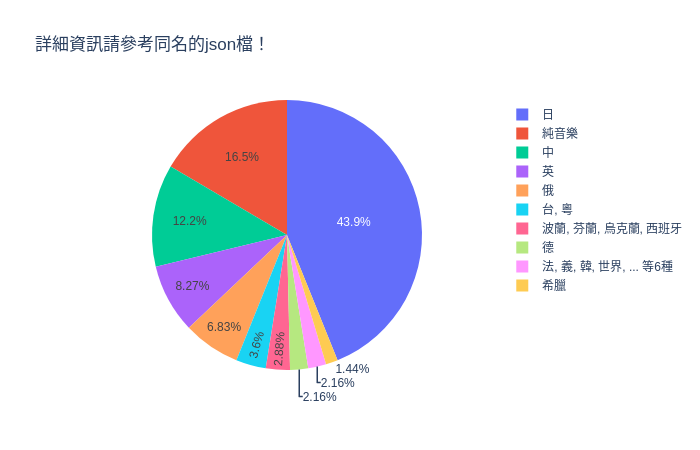 詳細資訊請參考同名的json檔！
43.9%
16.5%
12.2%
8.27%
6.83%
3.6%
2.88%
2.16%
2.16%
1.44%
日
純音樂
中
英
俄
台, 粵
波蘭, 芬蘭, 烏克蘭, 西班牙
德
法, 義, 韓, 世界, ... 等6種
希臘